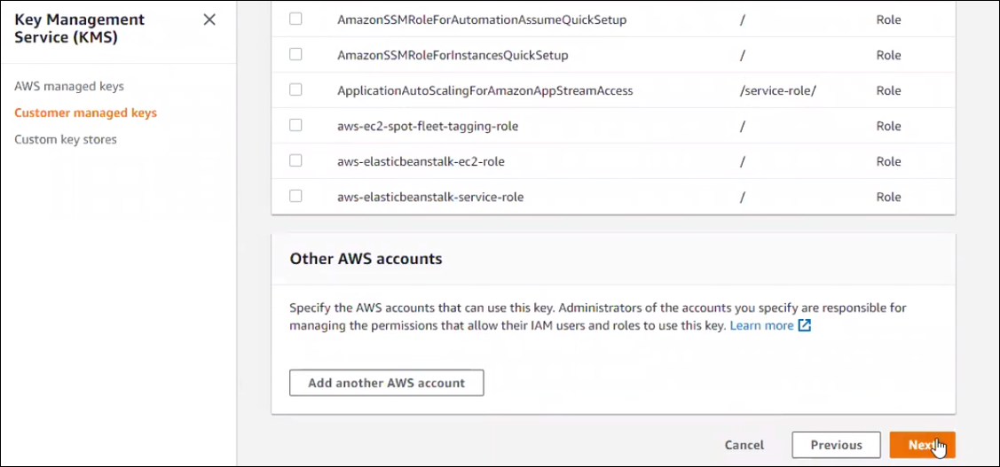 Key Management
Service (KMS)
AWS managed keys
Customer managed keys
Custom key stores
AmazonSSMRoleForAutomationAssumeQuickSetup / Role
AmazonSSMRoleForInstancesQuickSetup / Role
ApplicationAutoScalingForAmazonAppStreamAccess /service-role/ Role
aws-ec2-spot-fleet-tagging-role / Role
aws-elasticbeanstalk-ec2-role / Role
aws-elasticbeanstalk-service-role / Role
Other AWS accounts
Specify the AWS accounts that can use this key. Administrators of the accounts you specify are responsible for
managing the permissions that allow their IAM users and roles to use this key. Learn more
Add another AWS account
Cancel Previous Next